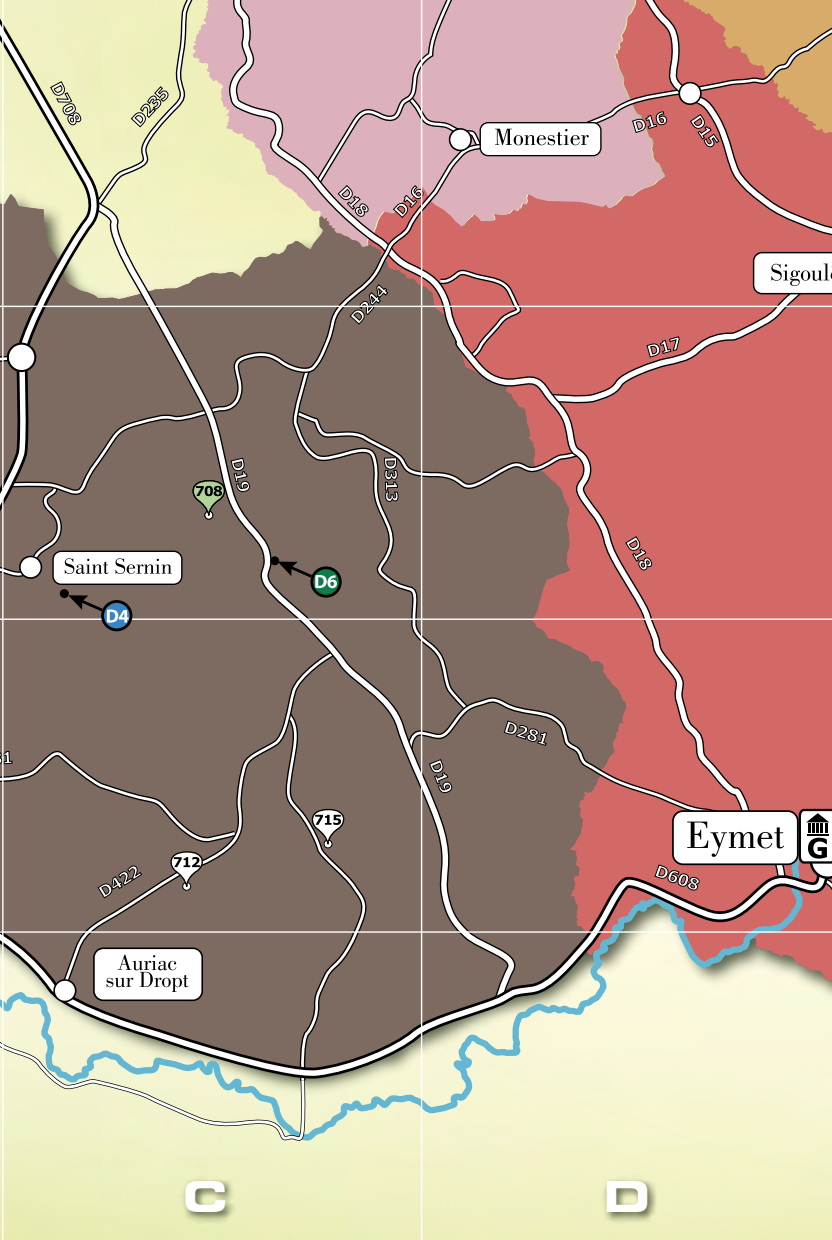 D708
D235
D16
D15
Monestier
D18
D16
Sigoul
D244
D17
D19
708
D313
D18
Saint Sernin
D6
D4
D281
D19
715
Eymet
G
712
D422
D608
Auriac
sur Dropt
C
D